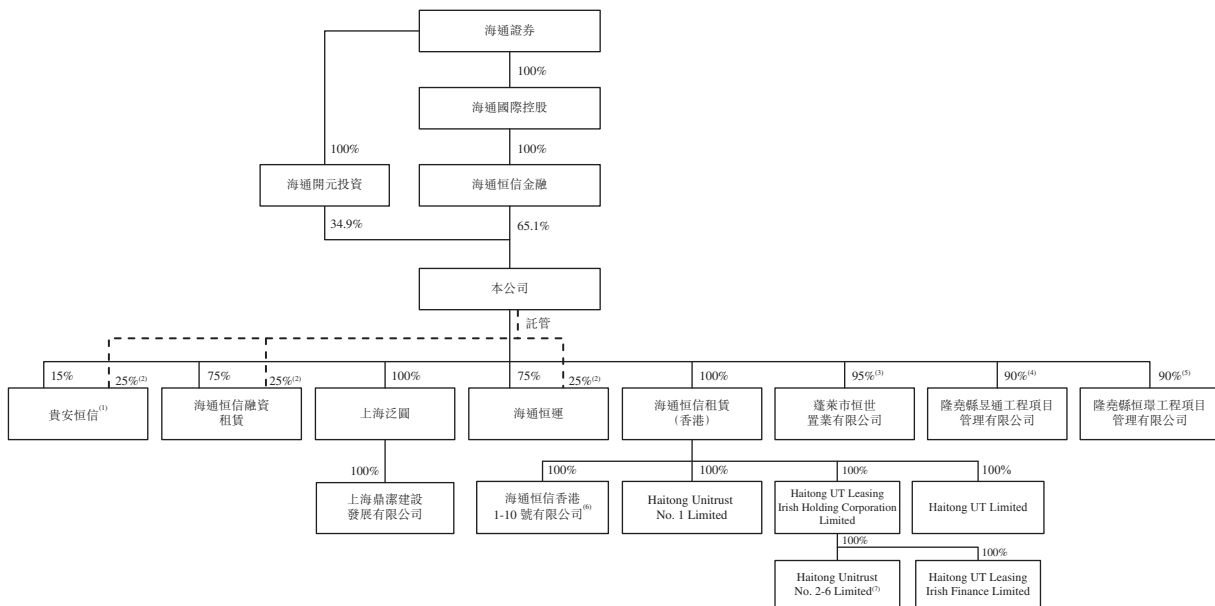 海通證券
100%
海通國際控股
100%
100%
海通開元投資
海通恒信金融
34.9%
65.1%
本公司
託管
15%
25%(2)
75%
25%(2)
100%
75%
25%(2)
100%
95%(3)
90%(4)
90%(5)
貴安恒信(1)
海通恒信融資
租賃
上海泛圓
海通恒運
海通恒信租賃
(香港)
蓬萊市恒世
置業有限公司
隆堯縣昱通工程項目
管理有限公司
隆堯縣恒璟工程項目
管理有限公司
100%
100%
100%
100%
100%
上海鼎潔建設
發展有限公司
海通恒信香港
1-10 號有限公司(6)
Haitong Unitrust
No. 1 Limited
Haitong UT Leasing
Irish Holding Corporation
Limited
Haitong UT Limited
100%
100%
Haitong Unitrust
No. 2-6 Limited(7)
Haitong UT Leasing
Irish Finance Limited